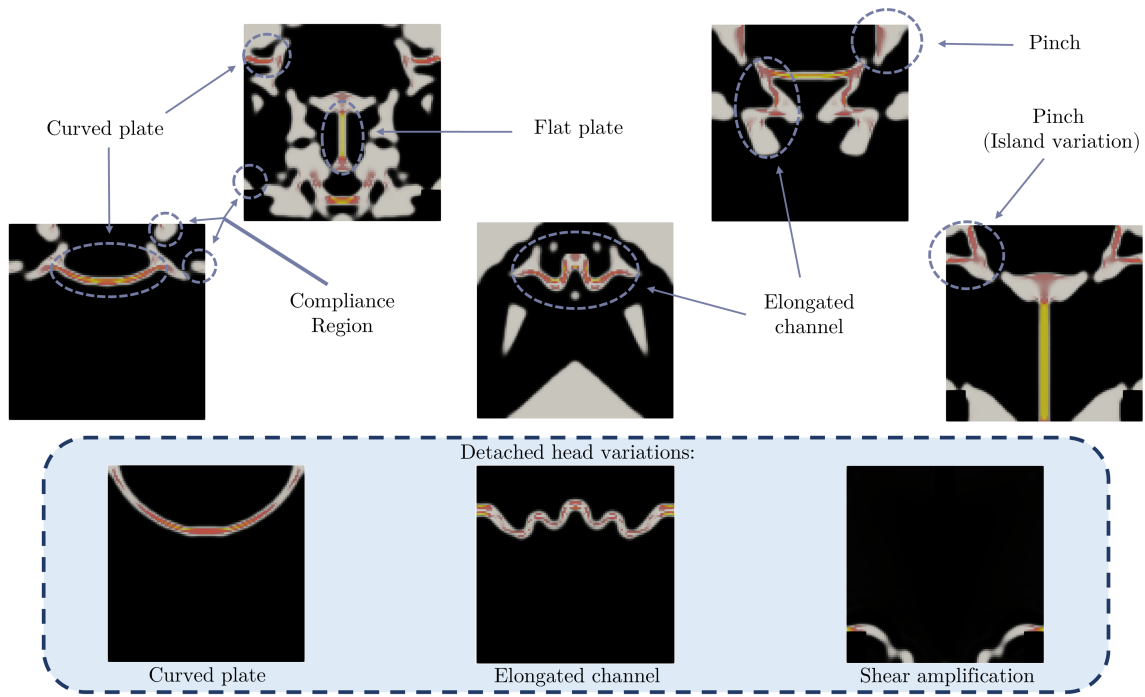 Pinch
Curved plate
Flat plate
Pinch
(Island variation)
Compliance
Region
Elongated
channel
Detached head variations:
Curved plate
Elongated channel
Shear amplification